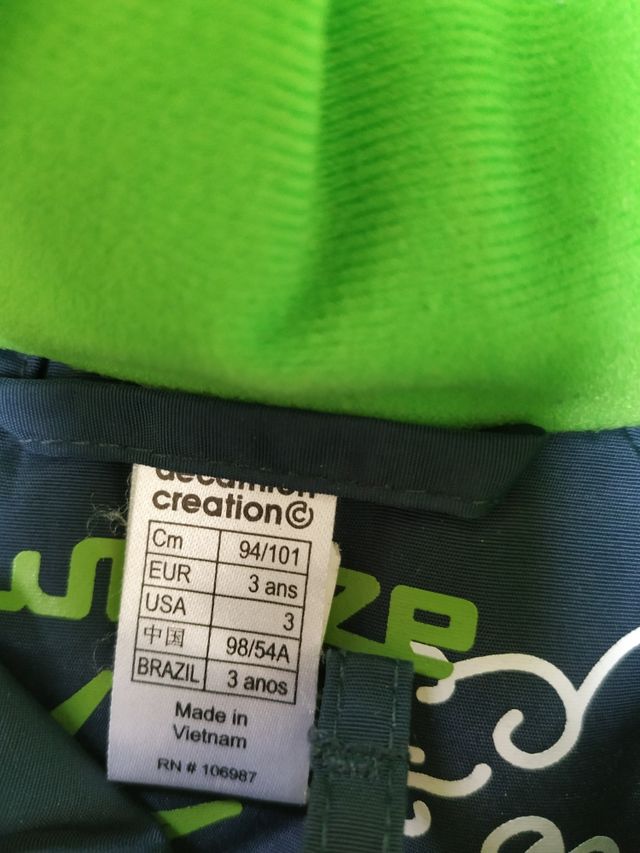 creation©
Cm 94/101
EUR 3 ans
USA 3
中国 98/54A
BRAZIL 3 anos
Made in
Vietnam
RN # 106987